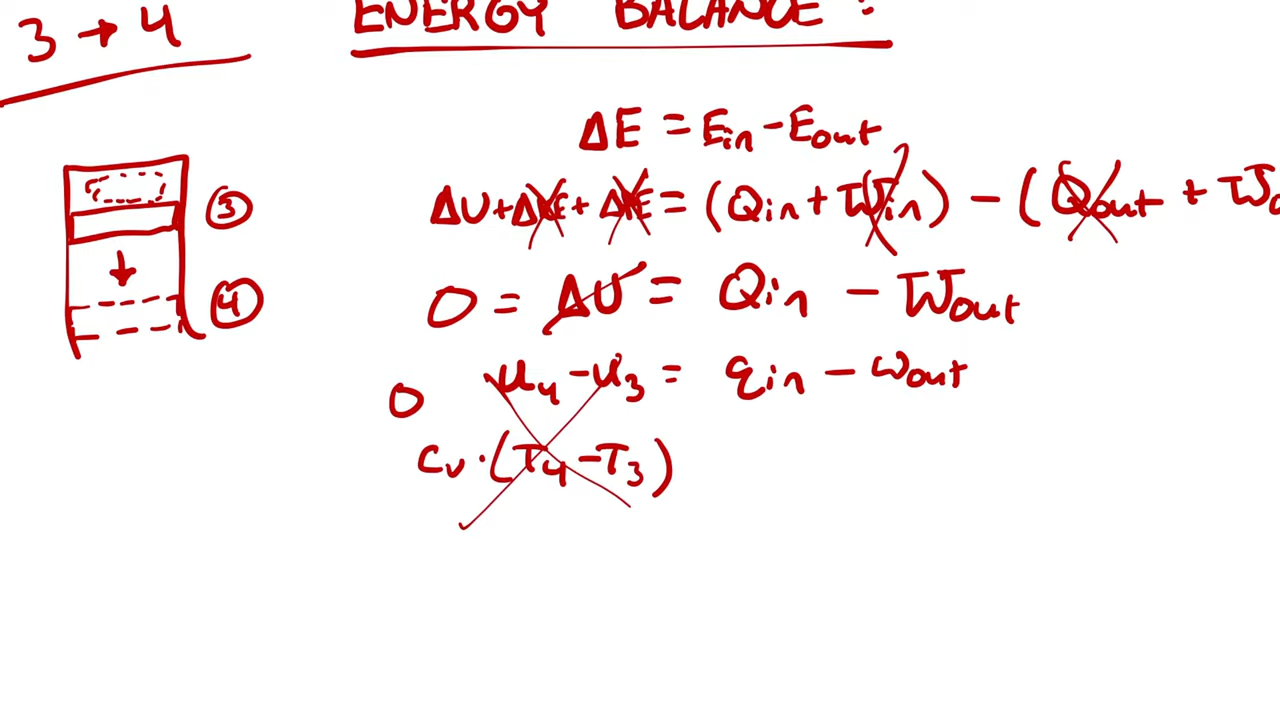 3 → 4
ENERGY BALANCE:
ΔE = Ein - Eout
ΔU + ΔKE + ΔPE = (Qin + Win) - (Qout + Wo
3
0 = ΔU = Qin - Wout
4
u4 - u3 = qin - wout
0
cv · (T4 - T3)